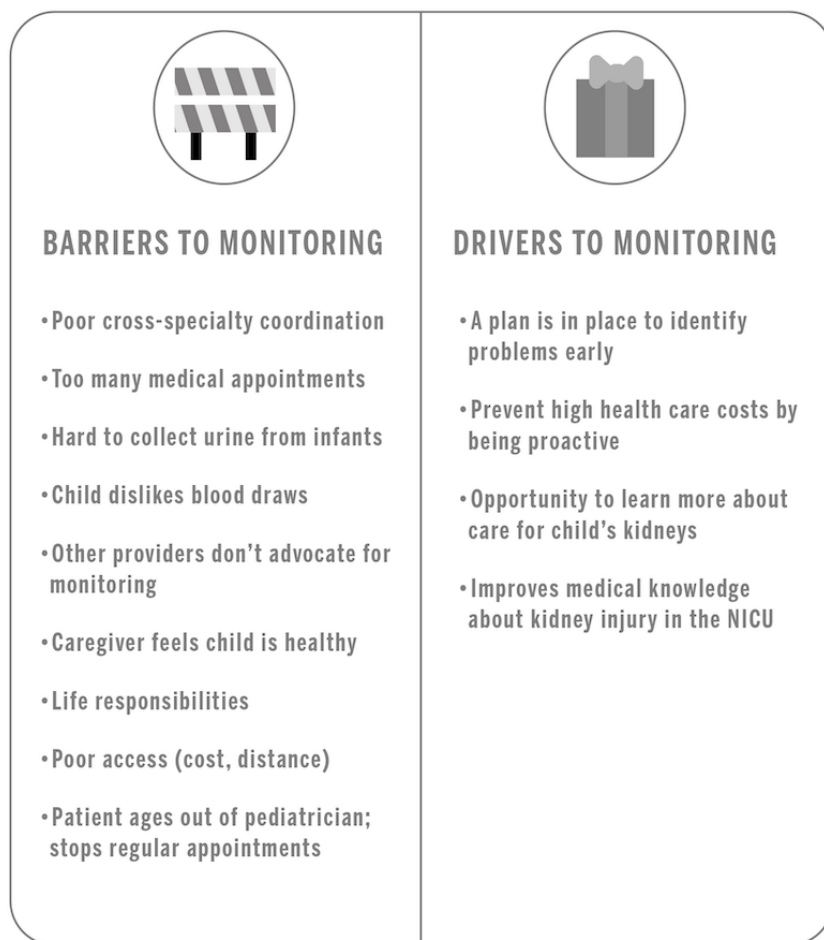 BARRIERS TO MONITORING
•Poor cross-specialty coordination
•Too many medical appointments
•Hard to collect urine from infants
•Child dislikes blood draws
•Other providers don’t advocate for
monitoring
•Caregiver feels child is healthy
•Life responsibilities
•Poor access (cost, distance)
•Patient ages out of pediatrician;
stops regular appointments
DRIVERS TO MONITORING
•A plan is in place to identify
problems early
•Prevent high health care costs by
being proactive
•Opportunity to learn more about
care for child’s kidneys
•Improves medical knowledge
about kidney injury in the NICU